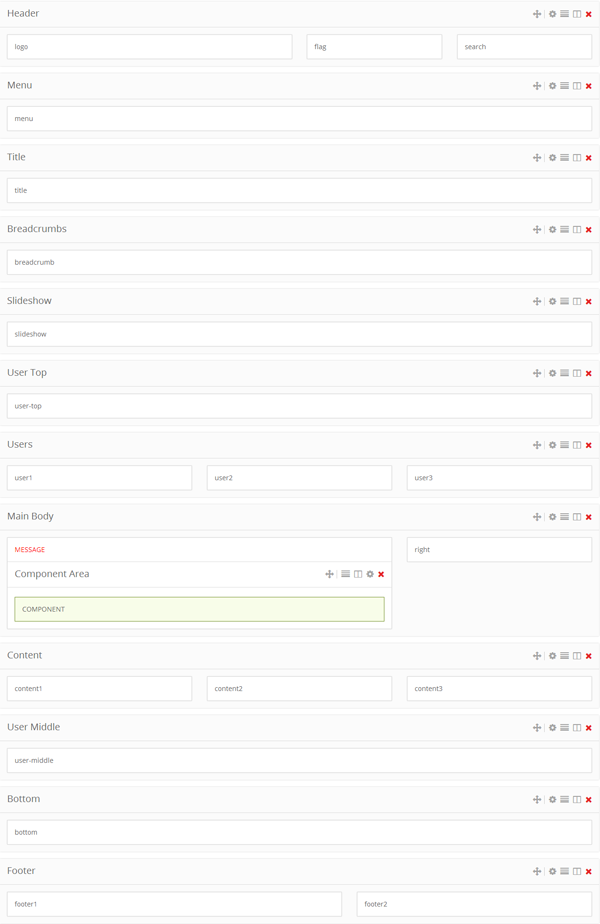 Header
logo flag search
Menu
menu
Title
title
Breadcrumbs
breadcrumb
Slideshow
slideshow
User Top
user-top
Users
user1 user2 user3
Main Body
MESSAGE right
Component Area
COMPONENT
Content
content1 content2 content3
User Middle
user-middle
Bottom
bottom
Footer
footer1 footer2